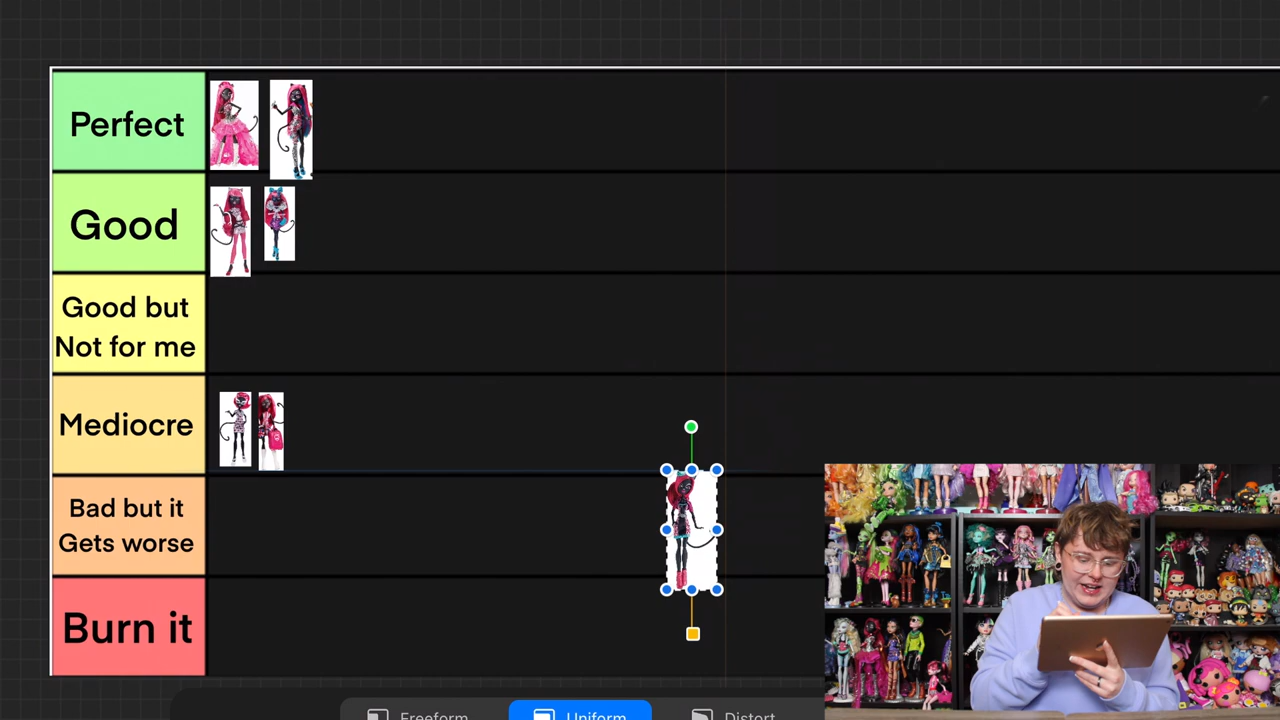 Perfect
Good
Good but
Not for me
Mediocre
Bad but it
Gets worse
Burn it
Freeform
Uniform
Distort